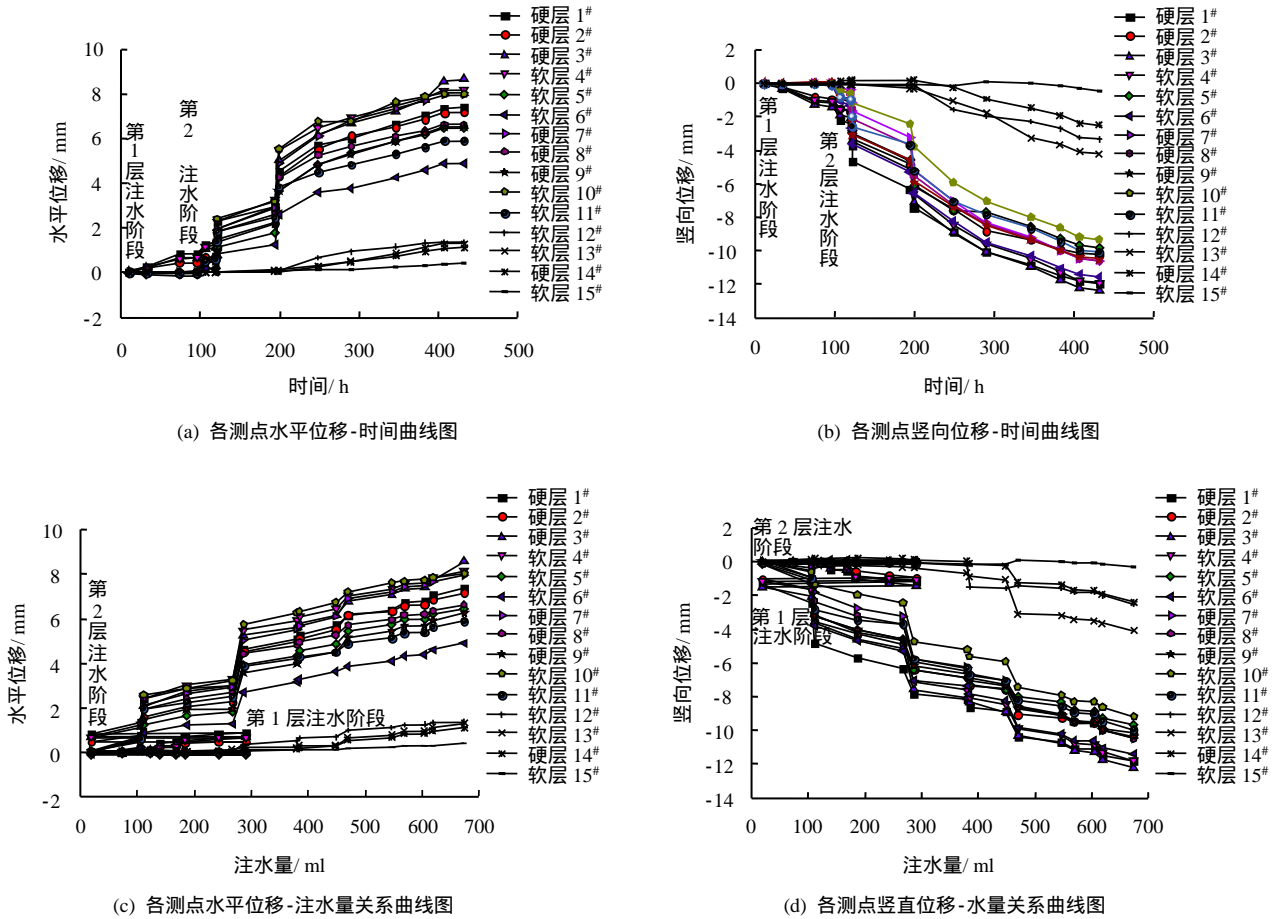 硬层 1#
硬层 2#
硬层 3#
软层 4#
软层 5#
软层 6#
硬层 7#
硬层 8#
硬层 9#
软层 10#
软层 11#
软层 12#
软层 13#
硬层 14#
软层 15#
10
8
6
4
2
0
-2
水平位移/ mm
第1层注水阶段
第2层注水阶段
0 100 200 300 400 500
时间/ h
(a) 各测点水平位移-时间曲线图
硬层 1#
硬层 2#
硬层 3#
软层 4#
软层 5#
软层 6#
硬层 7#
硬层 8#
硬层 9#
软层 10#
软层 11#
软层 12#
软层 13#
硬层 14#
软层 15#
2
0
-2
-4
-6
-8
-10
-12
-14
竖向位移/ mm
第1层注水阶段
第2层注水阶段
0 100 200 300 400 500
时间/ h
(b) 各测点竖向位移-时间曲线图
硬层 1#
硬层 2#
硬层 3#
软层 4#
软层 5#
软层 6#
硬层 7#
硬层 8#
硬层 9#
软层 10#
软层 11#
软层 12#
软层 13#
硬层 14#
软层 15#
10
8
6
4
2
0
-2
水平位移/ mm
第2层注水阶段
第 1 层注水阶段
0 100 200 300 400 500 600 700
注水量/ ml
(c) 各测点水平位移-注水量关系曲线图
硬层 1#
硬层 2#
硬层 3#
软层 4#
软层 5#
软层 6#
硬层 7#
硬层 8#
硬层 9#
软层 10#
软层 11#
软层 12#
软层 13#
硬层 14#
软层 15#
2
0
-2
-4
-6
-8
-10
-12
-14
竖向位移/ mm
第 2 层注水
阶段
第 1 层
注水阶段
0 100 200 300 400 500 600 700
注水量/ ml
(d) 各测点竖直位移-水量关系曲线图